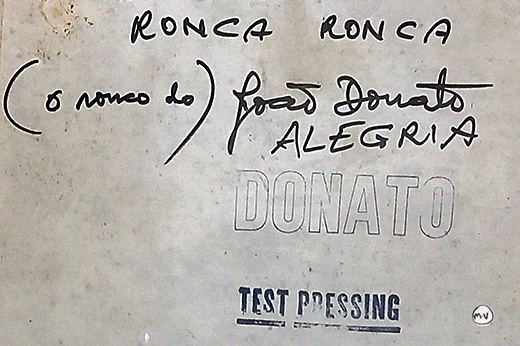 RONCA RONCA
(o ronco do) João Donato
ALEGRIA
DONATO
TEST PRESSING
MV